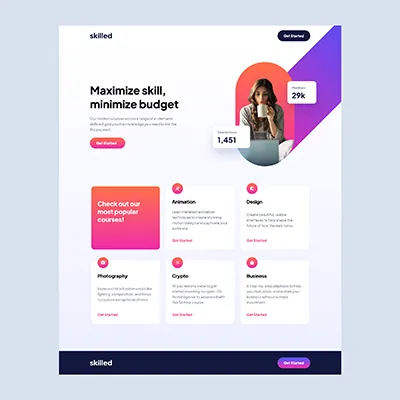 skilled
Get Started
Maximize skill,
minimize budget
Members
29k
Our modern courses across a range of in-demand
skills will give you the knowledge you need to live the
life you want.
Get Started
1,451
Check out our
most popular
courses!
Animation
Learn the latest animation
techniques to create stunning
motion design and captivate your
audience.
Get Started
Design
Create beautiful, usable
interfaces to help shape the
future of how the web looks.
Get Started
Photography
Explore critical fundamentals like
lighting, composition, and focus
to capture exceptional photos.
Get Started
Crypto
All you need to know to get
started investing in crypto. Go
from beginner to advanced with
this 54 hour course.
Get Started
Business
A step-by-step playbook to help
you start, scale, and sustain your
business without outside
investment.
Get Started
skilled
Get Started